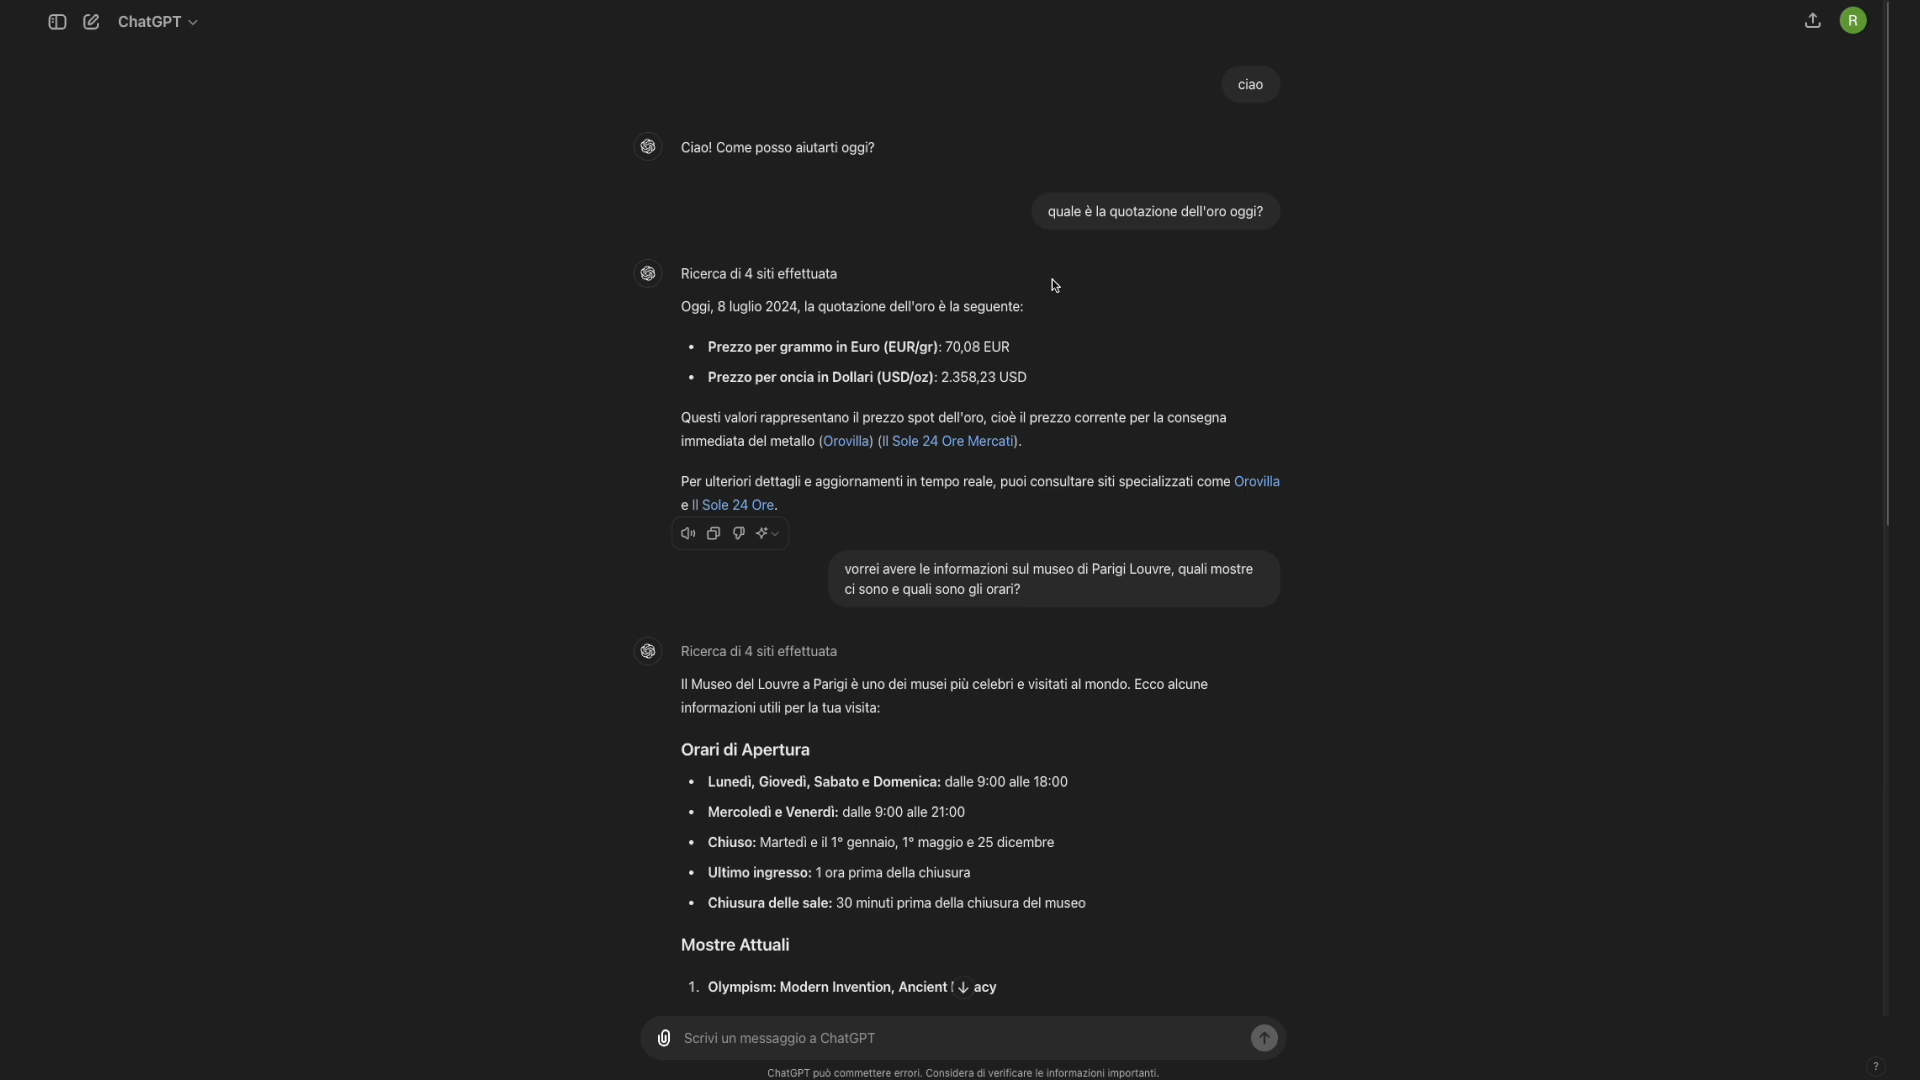 ChatGPT
R
ciao
Ciao! Come posso aiutarti oggi?
quale è la quotazione dell'oro oggi?
Ricerca di 4 siti effettuata
Oggi, 8 luglio 2024, la quotazione dell'oro è la seguente:
• Prezzo per grammo in Euro (EUR/gr): 70,08 EUR
• Prezzo per oncia in Dollari (USD/oz): 2.358,23 USD
Questi valori rappresentano il prezzo spot dell'oro, cioè il prezzo corrente per la consegna
immediata del metallo (Orovilla) (Il Sole 24 Ore Mercati).
Per ulteriori dettagli e aggiornamenti in tempo reale, puoi consultare siti specializzati come Orovilla
e Il Sole 24 Ore.
vorrei avere le informazioni sul museo di Parigi Louvre, quali mostre
ci sono e quali sono gli orari?
Ricerca di 4 siti effettuata
Il Museo del Louvre a Parigi è uno dei musei più celebri e visitati al mondo. Ecco alcune
informazioni utili per la tua visita:
Orari di Apertura
• Lunedì, Giovedì, Sabato e Domenica: dalle 9:00 alle 18:00
• Mercoledì e Venerdì: dalle 9:00 alle 21:00
• Chiuso: Martedì e il 1º gennaio, 1º maggio e 25 dicembre
• Ultimo ingresso: 1 ora prima della chiusura
• Chiusura delle sale: 30 minuti prima della chiusura del museo
Mostre Attuali
1. Olympism: Modern Invention, Ancient
Scrivi un messaggio a ChatGPT
ChatGPT può commettere errori. Considera di verificare le informazioni importanti.
?